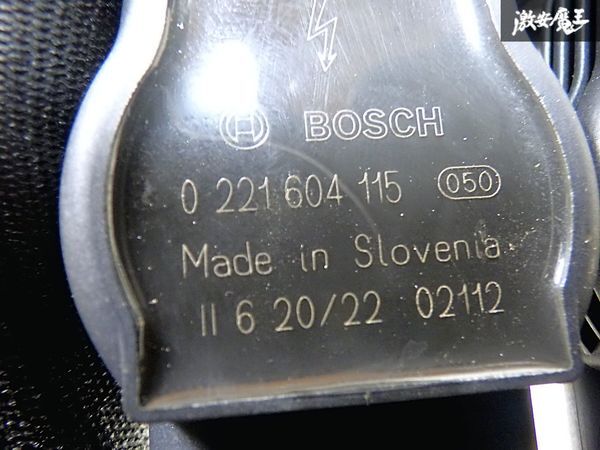 激安魔王
BOSCH
0 221 604 115 050
Made in Slovenia
II 6 20/22 02112